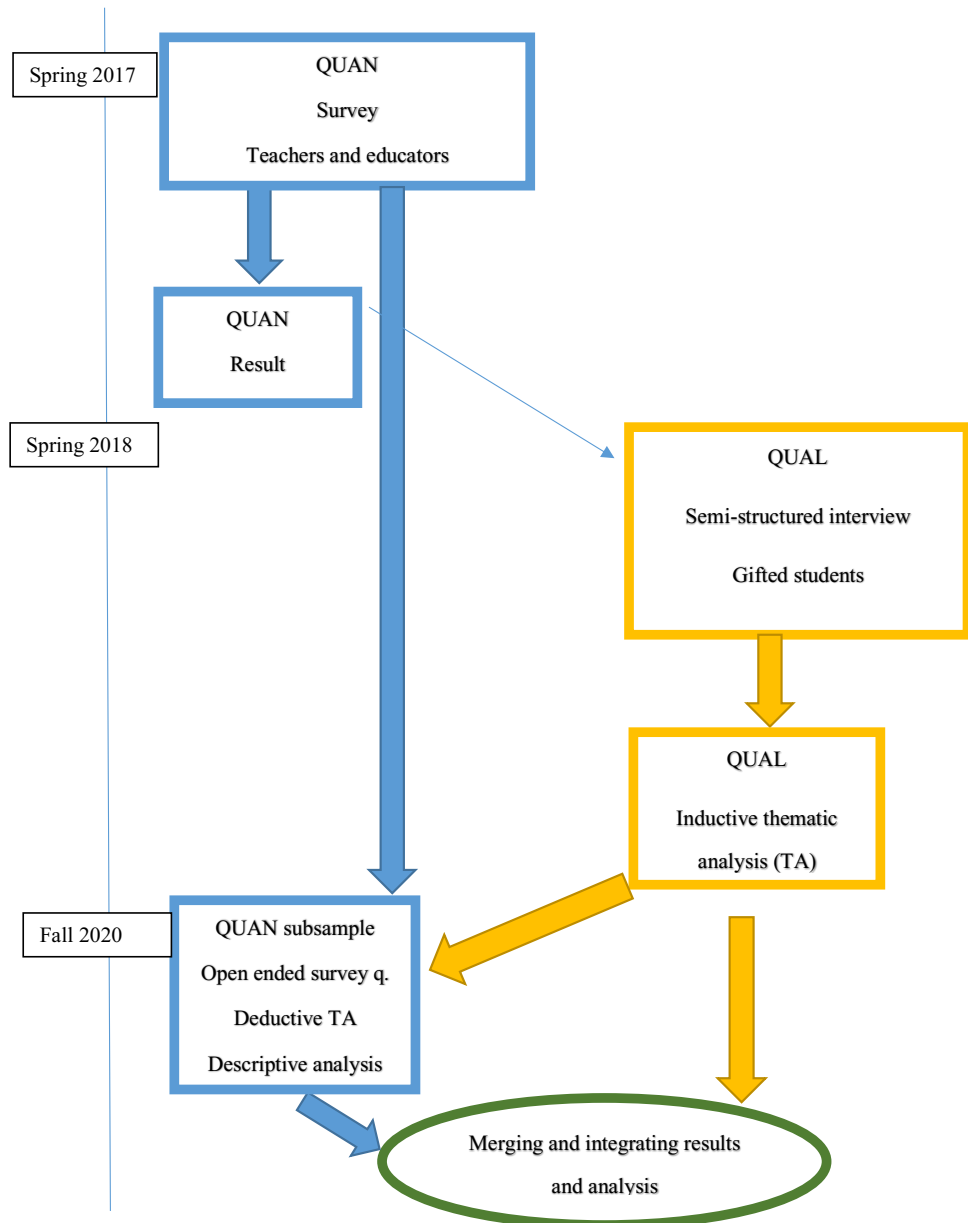 Spring 2017
QUAN
Survey
Teachers and educators
QUAN
Result
Spring 2018
QUAL
Semi-structured interview
Gifted students
QUAL
Inductive thematic
analysis (TA)
Fall 2020
QUAN subsample
Open ended survey q.
Deductive TA
Descriptive analysis
Merging and integrating results
and analysis